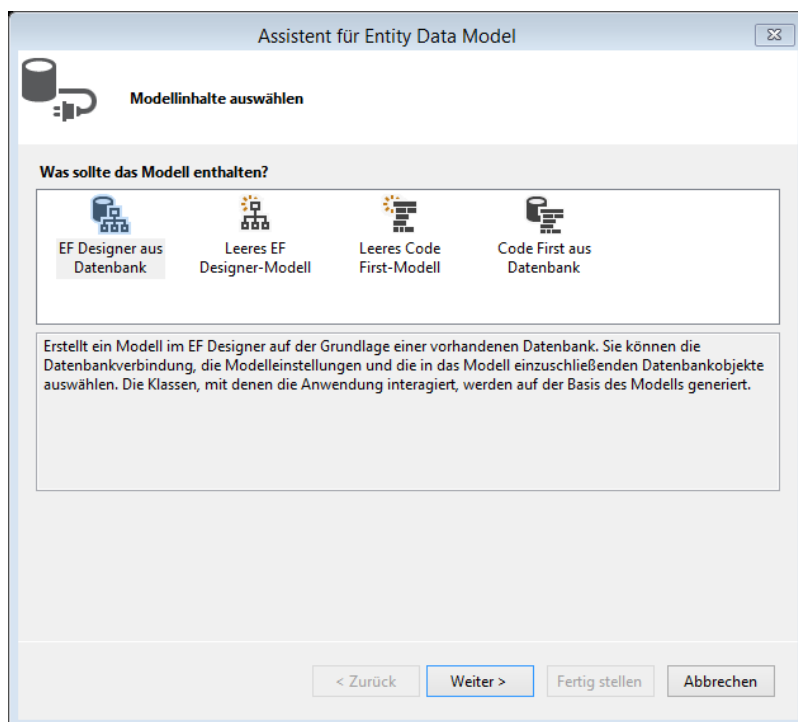 Assistent für Entity Data Model
Modellinhalte auswählen
Was sollte das Modell enthalten?
EF Designer aus
Datenbank
Leeres EF
Designer-Modell
Leeres Code
First-Modell
Code First aus
Datenbank
Erstellt ein Modell im EF Designer auf der Grundlage einer vorhandenen Datenbank. Sie können die
Datenbankverbindung, die Modelleinstellungen und die in das Modell einzuschließenden Datenbankobjekte
auswählen. Die Klassen, mit denen die Anwendung interagiert, werden auf der Basis des Modells generiert.
< Zurück
Weiter >
Fertig stellen
Abbrechen